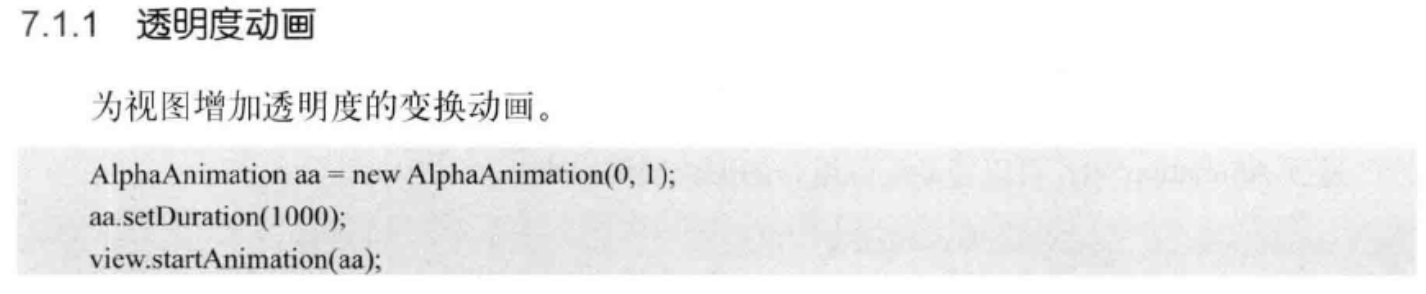 7.1.1 透明度动画
为视图增加透明度的变换动画。
AlphaAnimation aa = new AlphaAnimation(0, 1);
aa.setDuration(1000);
view.startAnimation(aa);